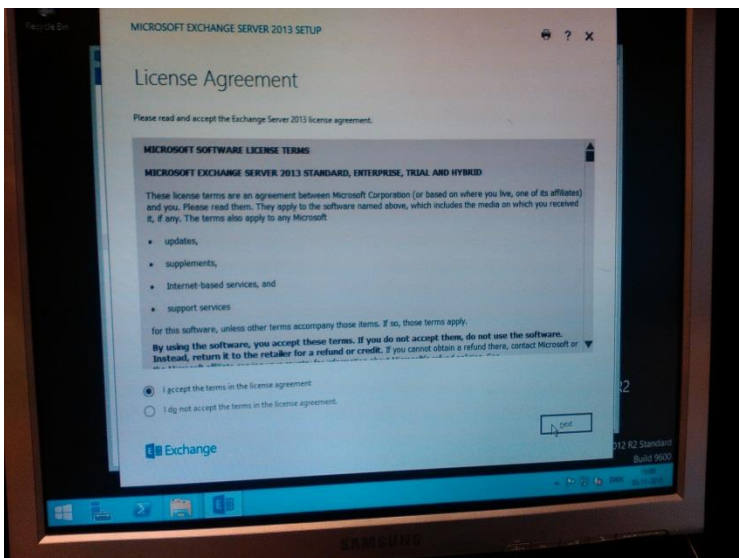 Recycle Bin
MICROSOFT EXCHANGE SERVER 2013 SETUP
?
License Agreement
Please read and accept the Exchange Server 2013 license agreement.
MICROSOFT SOFTWARE LICENSE TERMS
MICROSOFT EXCHANGE SERVER 2013 STANDARD, ENTERPRISE, TRIAL AND HYBRID
These license terms are an agreement between Microsoft Corporation (or based on where you live, one of its affiliates)
and you. Please read them. They apply to the software named above, which includes the media on which you received
it, if any. The terms also apply to any Microsoft
• updates,
• supplements,
• Internet-based services, and
• support services
for this software, unless other terms accompany those items. If so, those terms apply.
By using the software, you accept these terms. If you do not accept them, do not use the software.
Instead, return it to the retailer for a refund or credit. If you cannot obtain a refund there, contact Microsoft or
I accept the terms in the license agreement
I do not accept the terms in the license agreement.
next
E Exchange
R2
012 R2 Standard
Build 9600
SAMSUNG